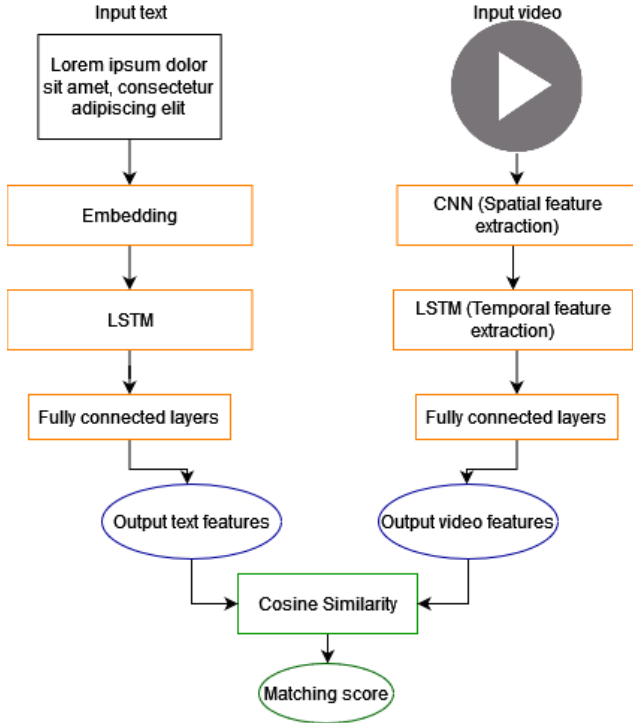 Input text
Input video
Lorem ipsum dolor
sit amet, consectetur
adipiscing elit
Embedding
CNN (Spatial feature
extraction)
LSTM
LSTM (Temporal feature
extraction)
Fully connected layers
Fully connected layers
Output text features
Output video features
Cosine Similarity
Matching score